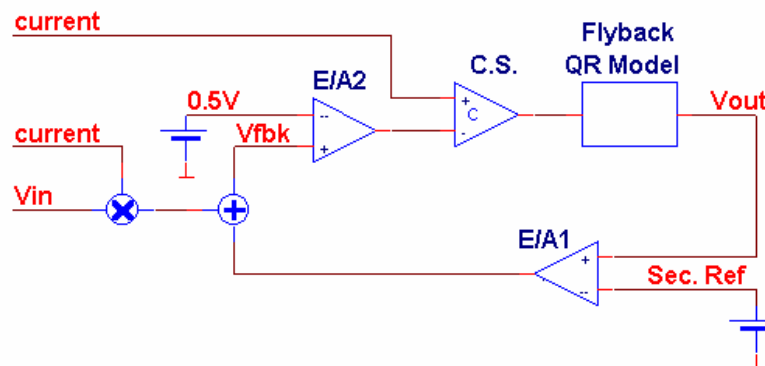 current
Flyback
QR Model
C.S.
E/A2
0.5V
Vout
--
+
+
C
-
current
Vfbk
Vin
E/A1
+
--
Sec. Ref